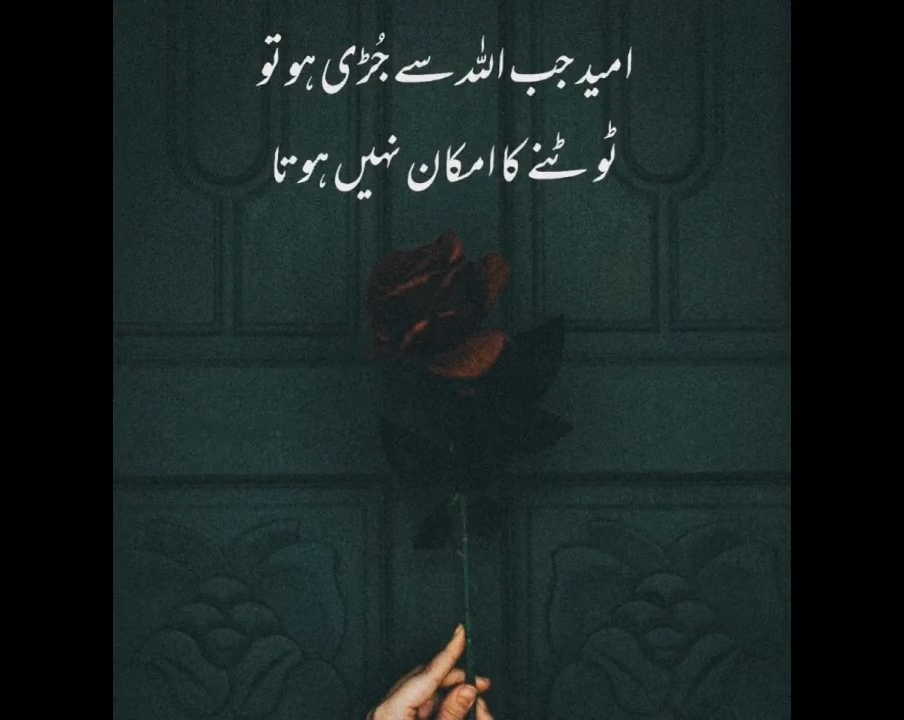 امید جب اللہ سے جُڑی ہو تو
ٹوٹنے کا امکان نہیں ہوتا